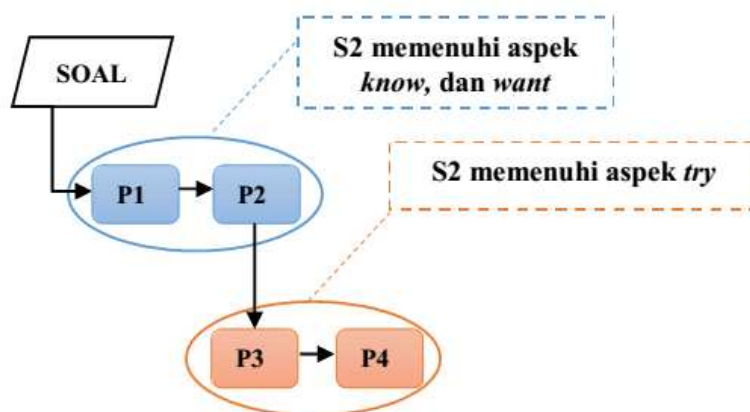 SOAL
S2 memenuhi aspek
know, dan want
S2 memenuhi aspek try
P1
P2
P3
P4